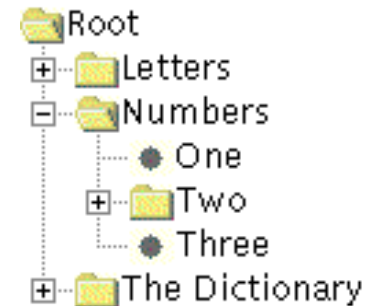 Root
Letters
Numbers
One
Two
Three
The Dictionary